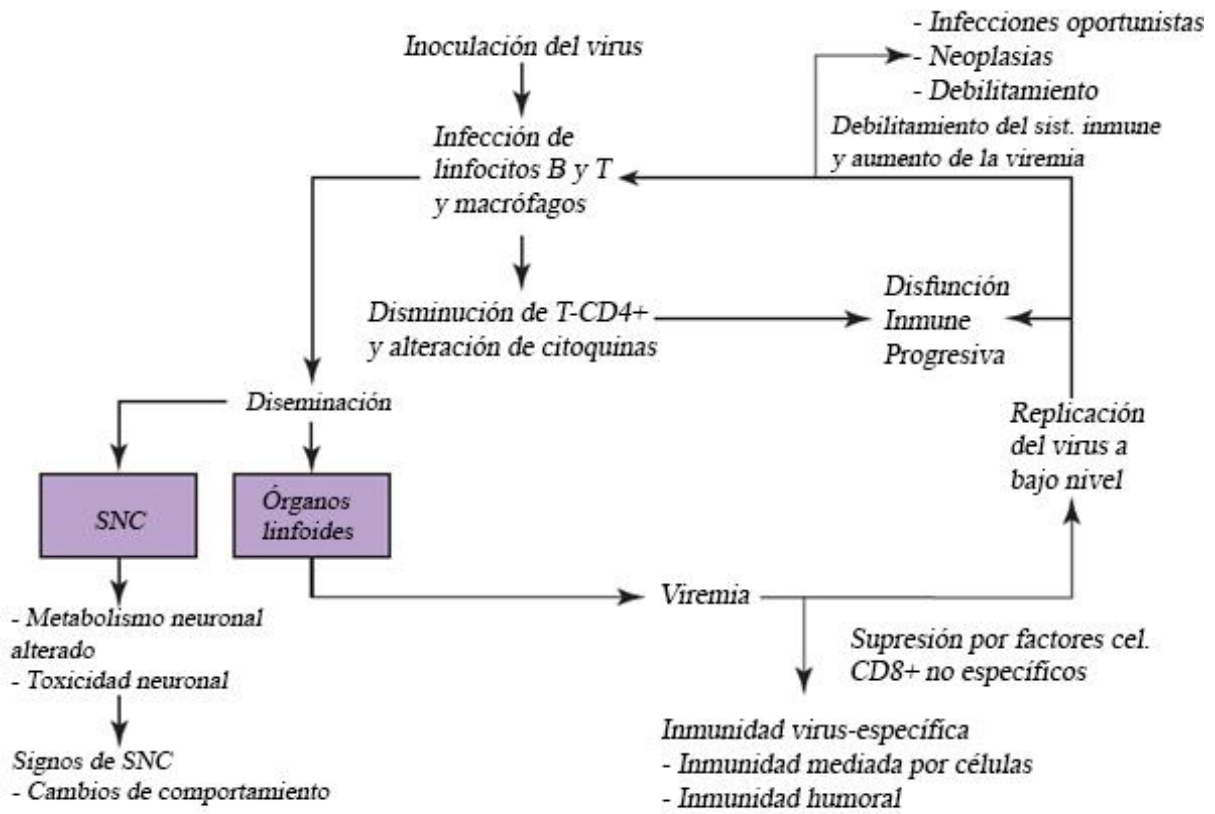 Inoculación del virus
- Infecciones oportunistas
- Neoplasias
- Debilitamiento
Debilitamiento del sist. inmune
y aumento de la viremia
Infección de
linfocitos B y T
y macrófagos
Disminución de T-CD4+
y alteración de citoquinas
Disfunción
Inmune
Progresiva
Diseminación
Replicación
del virus a
bajo nivel
SNC
Órganos
linfoides
Viremia
- Metabolismo neuronal
alterado
- Toxicidad neuronal
Supresión por factores cel.
CD8+ no específicos
Signos de SNC
- Cambios de comportamiento
Inmunidad virus-específica
- Inmunidad mediada por células
- Inmunidad humoral